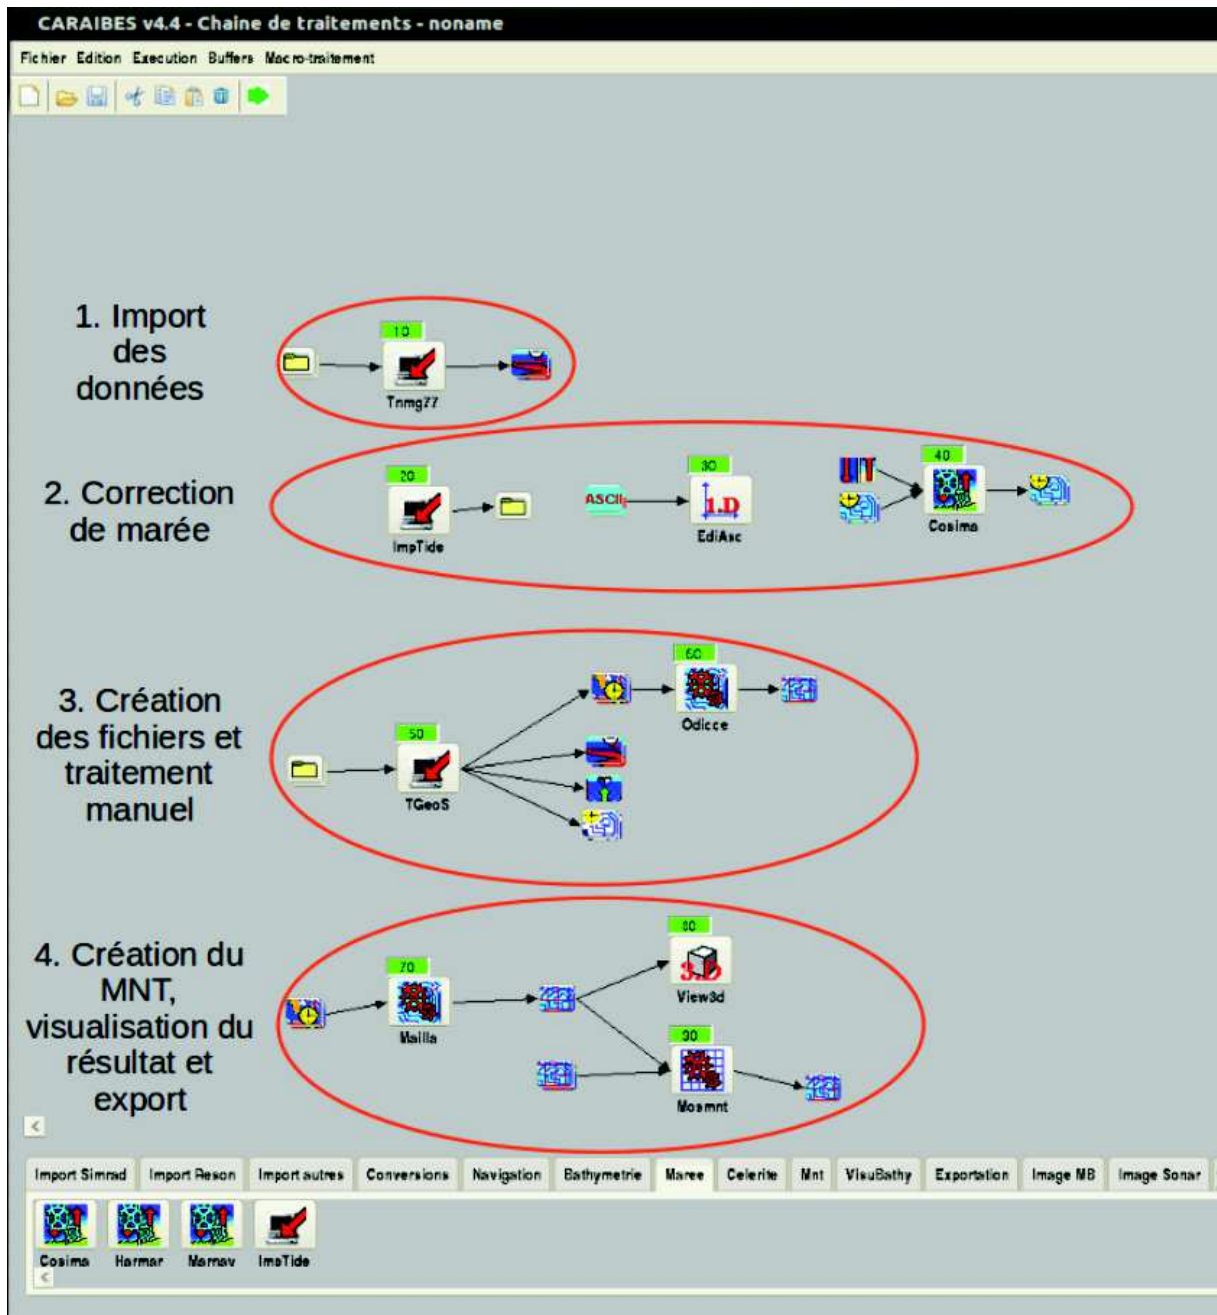 CARAIBES v4.4 - Chaine de traitements - noname
Fichier Edition Execution Buffers Macro-traitement
1. Import
des
données
10
Tnmg77
2. Correction
de marée
20
ImpTide
ASCII
30
1.D
EdiAsc
40
Cosima
3. Création
des fichiers et
traitement
manuel
50
TGeoS
60
Odicce
4. Création du
MNT,
visualisation du
résultat et
export
70
Mailla
80
3.D
View3d
90
Mosmnt
Import Simrad Import Reson Import autres Conversions Navigation Bathymetrie Maree Celerite Mnt VisuBathy Exportation Image MB Image Sonar
Cosima Harmar Marnav ImpTide